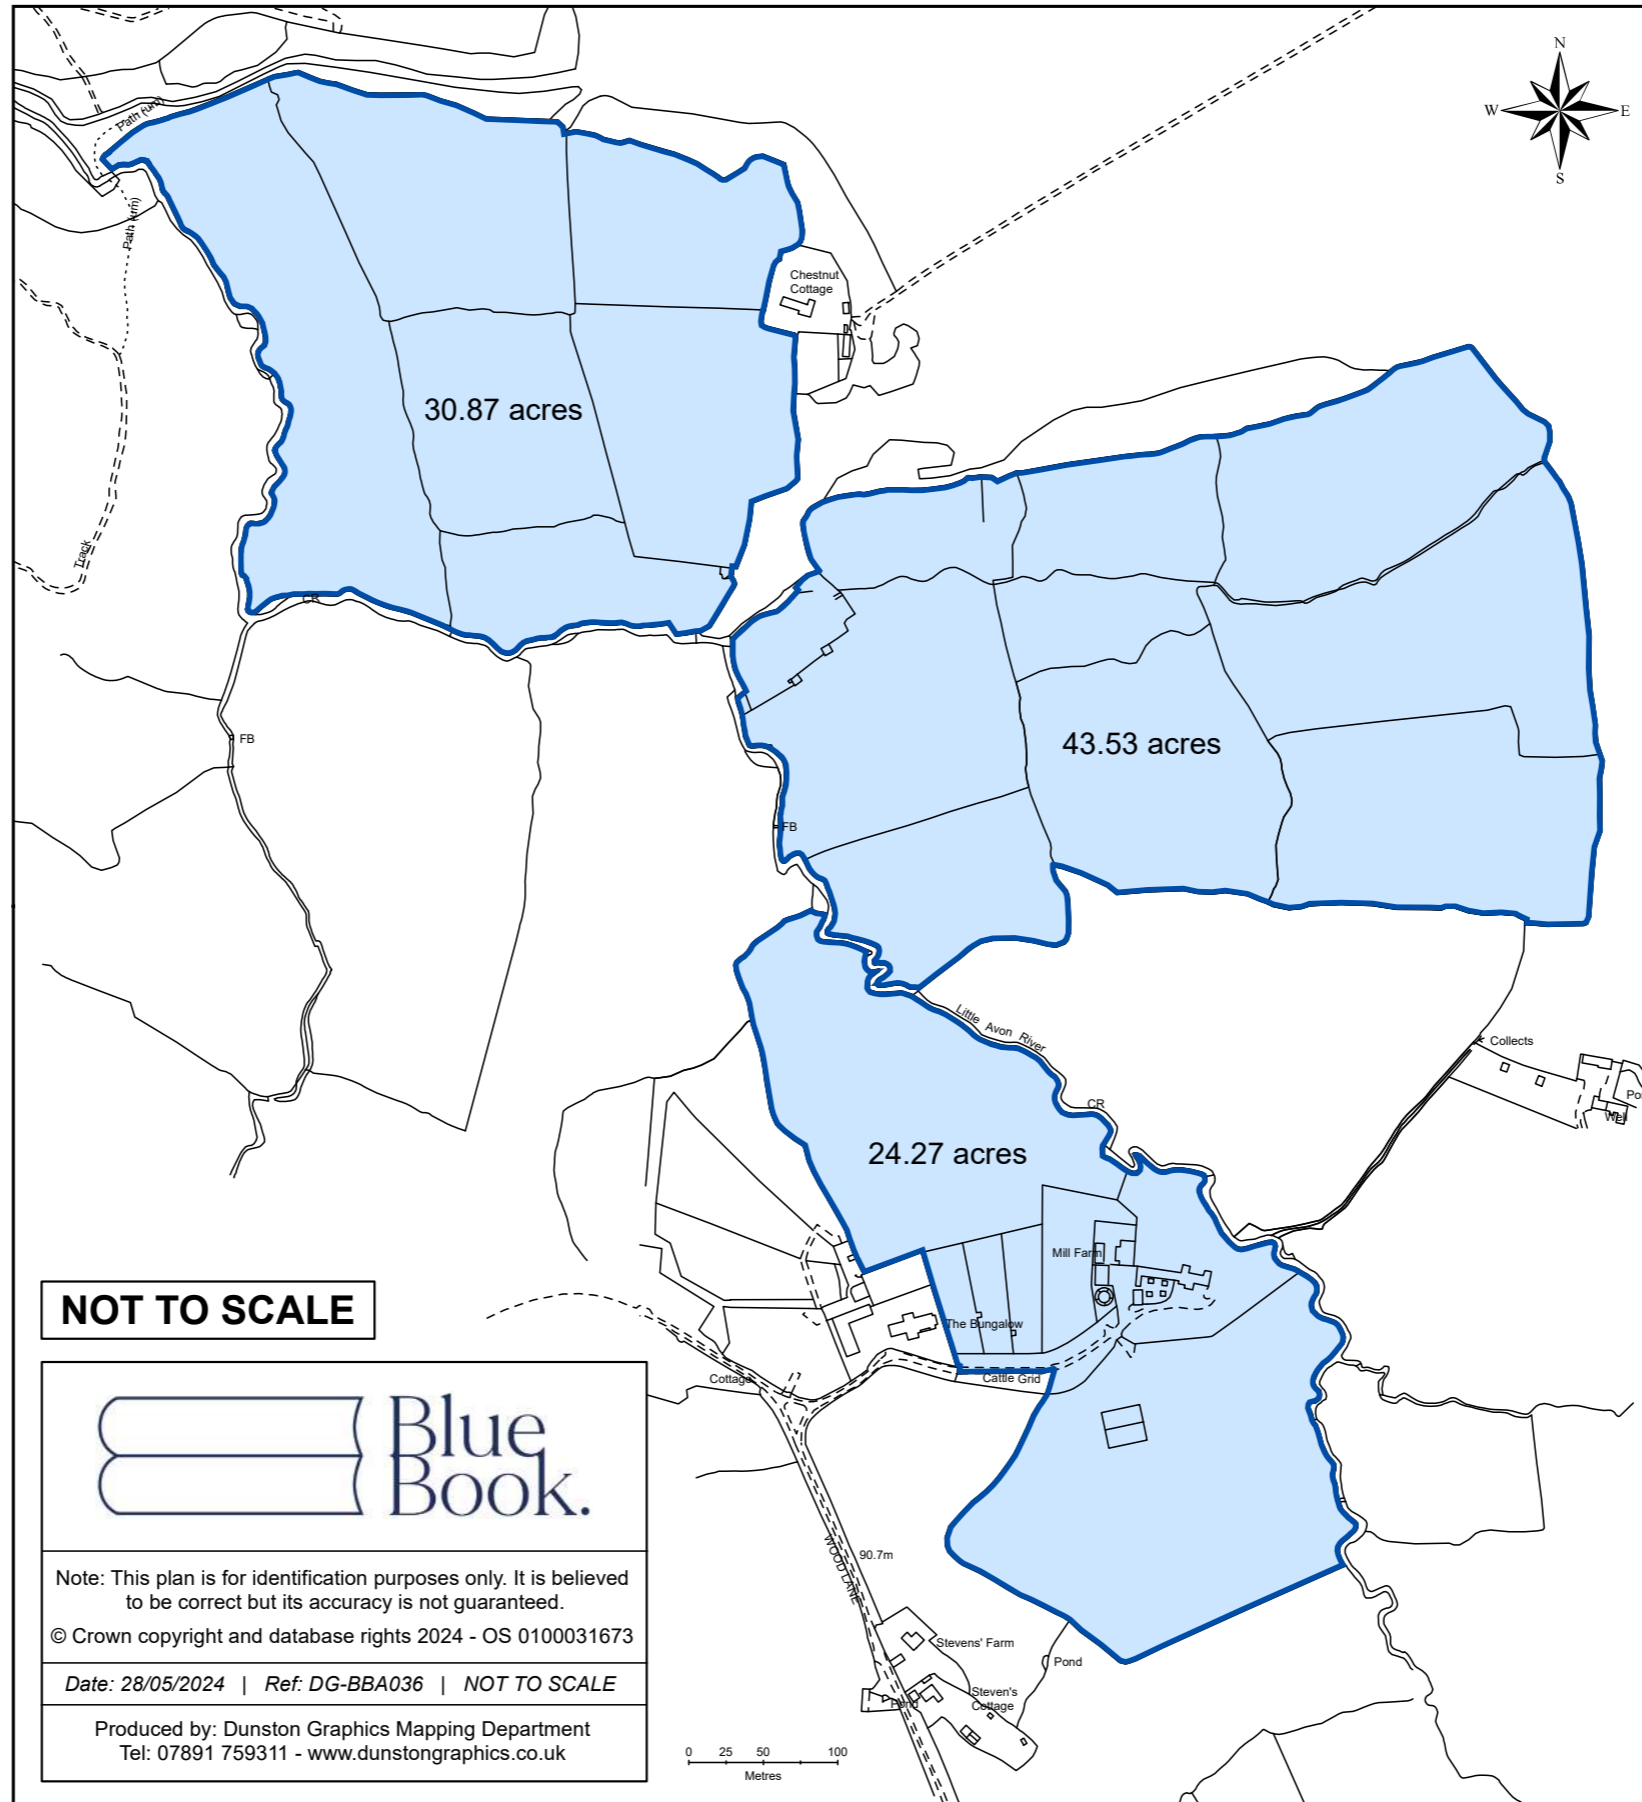 N
W
E
S
Path (um)
Path (um)
Chestnut
Cottage
30.87 acres
Track
CR
FB
43.53 acres
FB
Little Avon River
Collects
CR
Well
24.27 acres
Mill Farm
The Bungalow
Cattle Grid
Cottage
NOT TO SCALE
Blue
Book.
WOOD LANE
90.7m
Note: This plan is for identification purposes only. It is believed
to be correct but its accuracy is not guaranteed.
© Crown copyright and database rights 2024 - OS 0100031673
Stevens' Farm
Pond
Date: 28/05/2024 | Ref: DG-BBA036 | NOT TO SCALE
Steven's
Cottage
Pond
Produced by: Dunston Graphics Mapping Department
Tel: 07891 759311 - www.dunstongraphics.co.uk
0 25 50 100
Metres